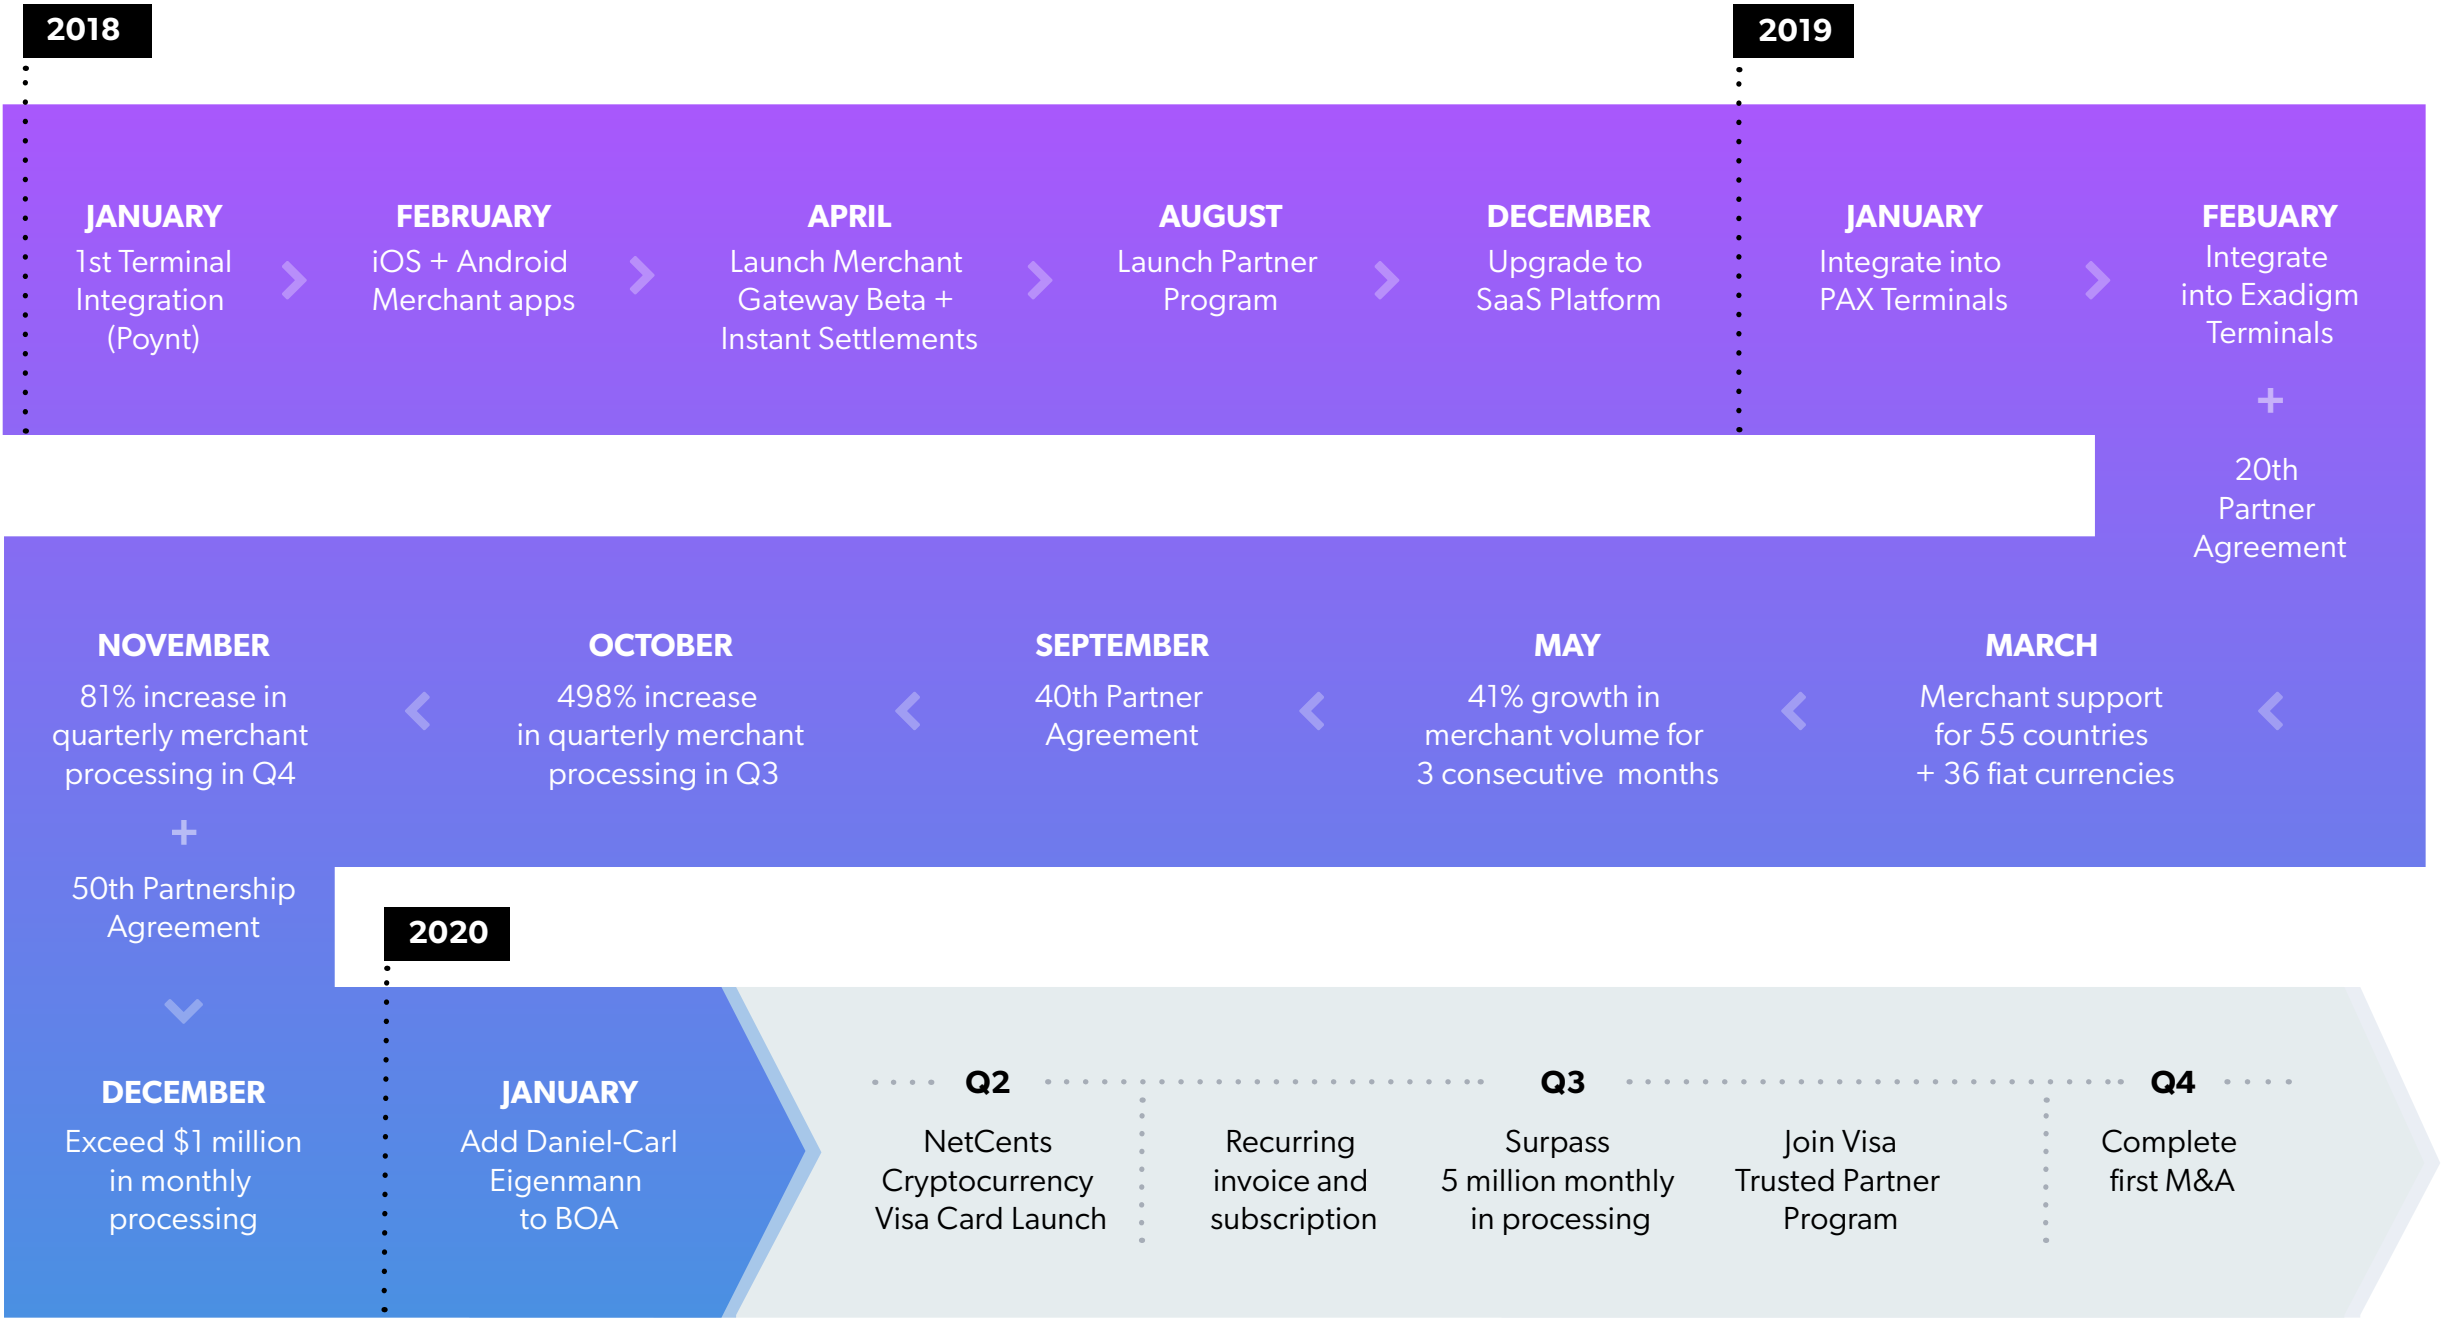 2018
2019
JANUARY
1st Terminal
Integration
(Poynt)
FEBRUARY
iOS + Android
Merchant apps
APRIL
Launch Merchant
Gateway Beta +
Instant Settlements
AUGUST
Launch Partner
Program
DECEMBER
Upgrade to
SaaS Platform
JANUARY
Integrate into
PAX Terminals
FEBUARY
Integrate
into Exadigm
Terminals
+
20th
Partner
Agreement
MARCH
Merchant support
for 55 countries
+ 36 fiat currencies
MAY
41% growth in
merchant volume for
3 consecutive months
SEPTEMBER
40th Partner
Agreement
OCTOBER
498% increase
in quarterly merchant
processing in Q3
NOVEMBER
81% increase in
quarterly merchant
processing in Q4
+
50th Partnership
Agreement
DECEMBER
Exceed $1 million
in monthly
processing
2020
JANUARY
Add Daniel-Carl
Eigenmann
to BOA
Q2
NetCents
Cryptocurrency
Visa Card Launch
Q3
Recurring
invoice and
subscription
Surpass
5 million monthly
in processing
Join Visa
Trusted Partner
Program
Q4
Complete
first M&A